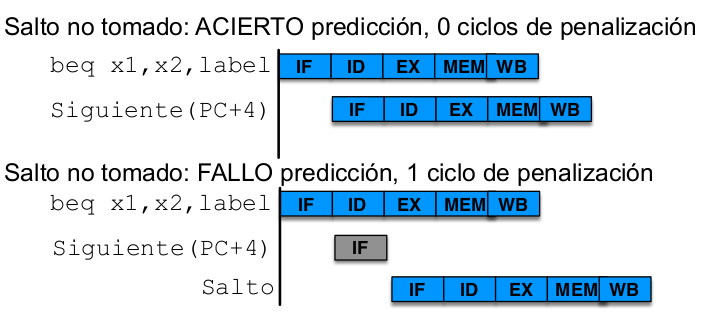 Salto no tomado: ACIERTO predicción, 0 ciclos de penalización
beq x1,x2,label IF ID EX MEM WB
Siguiente(PC+4) IF ID EX MEM WB
Salto no tomado: FALLO predicción, 1 ciclo de penalización
beq x1,x2,label IF ID EX MEM WB
Siguiente(PC+4) IF
Salto IF ID EX MEM WB